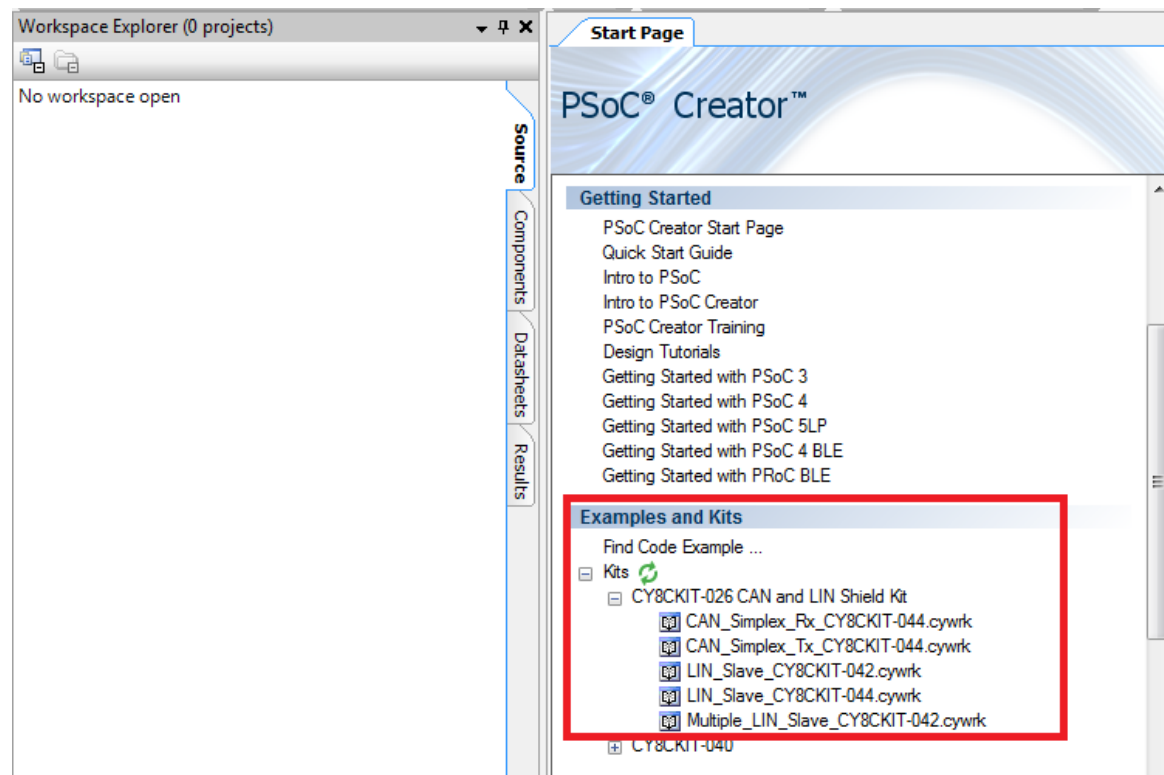 Workspace Explorer (0 projects)
No workspace open
Source
Components
Datasheets
Results
Start Page
PSoC® Creator™
Getting Started
PSoC Creator Start Page
Quick Start Guide
Intro to PSoC
Intro to PSoC Creator
PSoC Creator Training
Design Tutorials
Getting Started with PSoC 3
Getting Started with PSoC 4
Getting Started with PSoC 5LP
Getting Started with PSoC 4 BLE
Getting Started with PRoC BLE
Examples and Kits
Find Code Example ...
Kits
CY8CKIT-026 CAN and LIN Shield Kit
CAN_Simplex_Rx_CY8CKIT-044.cywrk
CAN_Simplex_Tx_CY8CKIT-044.cywrk
LIN_Slave_CY8CKIT-042.cywrk
LIN_Slave_CY8CKIT-044.cywrk
Multiple_LIN_Slave_CY8CKIT-042.cywrk
CY8CKIT-040